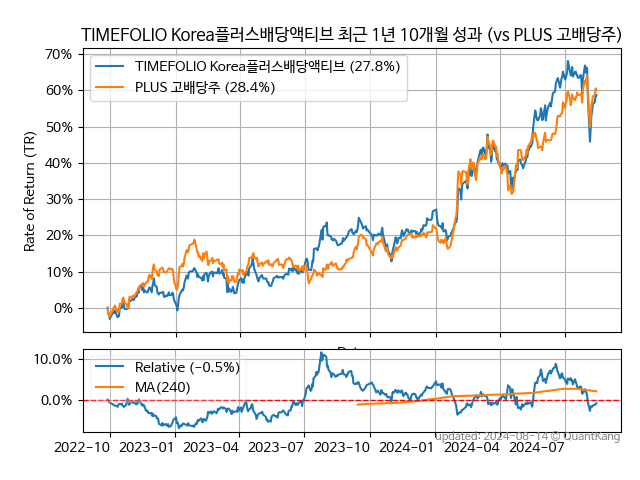 TIMEFOLIO Korea플러스배당액티브 최근 1년 10개월 성과 (vs PLUS 고배당주)
Rate of Return (TR)
70%
60%
50%
40%
30%
20%
10%
0%
TIMEFOLIO Korea플러스배당액티브 (27.8%)
PLUS 고배당주 (28.4%)
10.0%
0.0%
Relative (−0.5%)
MA(240)
2022−10 2023−01 2023−04 2023−07 2023−10 2024−01 2024−04 2024−07
updated: 2024-08-14 © QuantKang